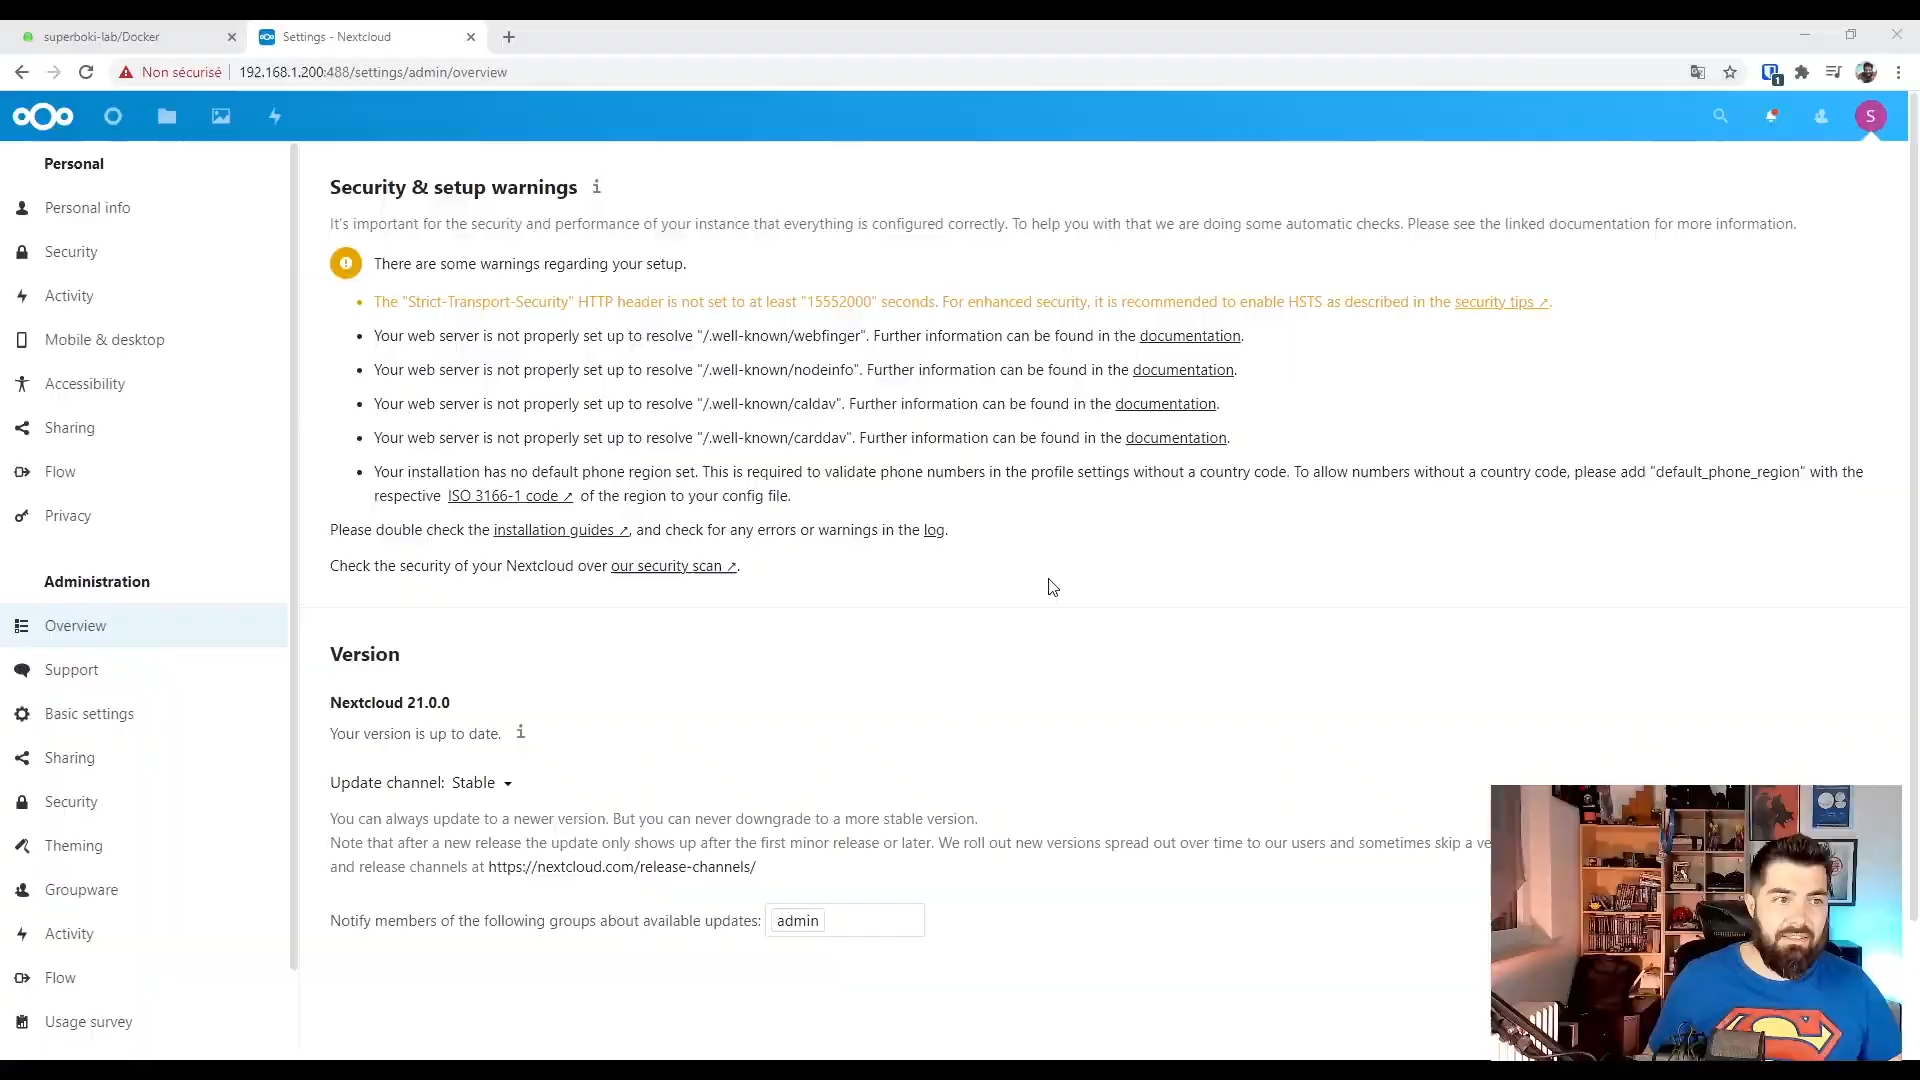 superboki-lab/Docker
Settings - Nextcloud
Non sécurisé
192.168.1.200:488/settings/admin/overview
1
S
Personal
Personal info
Security
Activity
Mobile & desktop
Accessibility
Sharing
Flow
Privacy
Administration
Overview
Support
Basic settings
Sharing
Security
Theming
Groupware
Activity
Flow
Usage survey
Security & setup warnings
It's important for the security and performance of your instance that everything is configured correctly. To help you with that we are doing some automatic checks. Please see the linked documentation for more information.
There are some warnings regarding your setup.
The "Strict-Transport-Security" HTTP header is not set to at least "15552000" seconds. For enhanced security, it is recommended to enable HSTS as described in the security tips ↗.
Your web server is not properly set up to resolve "/.well-known/webfinger". Further information can be found in the documentation.
Your web server is not properly set up to resolve "/.well-known/nodeinfo". Further information can be found in the documentation.
Your web server is not properly set up to resolve "/.well-known/caldav". Further information can be found in the documentation.
Your web server is not properly set up to resolve "/.well-known/carddav". Further information can be found in the documentation.
Your installation has no default phone region set. This is required to validate phone numbers in the profile settings without a country code. To allow numbers without a country code, please add "default_phone_region" with the
respective ISO 3166-1 code ↗ of the region to your config file.
Please double check the installation guides ↗, and check for any errors or warnings in the log.
Check the security of your Nextcloud over our security scan ↗.
Version
Nextcloud 21.0.0
Your version is up to date.
Update channel: Stable
You can always update to a newer version. But you can never downgrade to a more stable version.
Note that after a new release the update only shows up after the first minor release or later. We roll out new versions spread out over time to our users and sometimes skip a ve
and release channels at https://nextcloud.com/release-channels/
Notify members of the following groups about available updates: admin